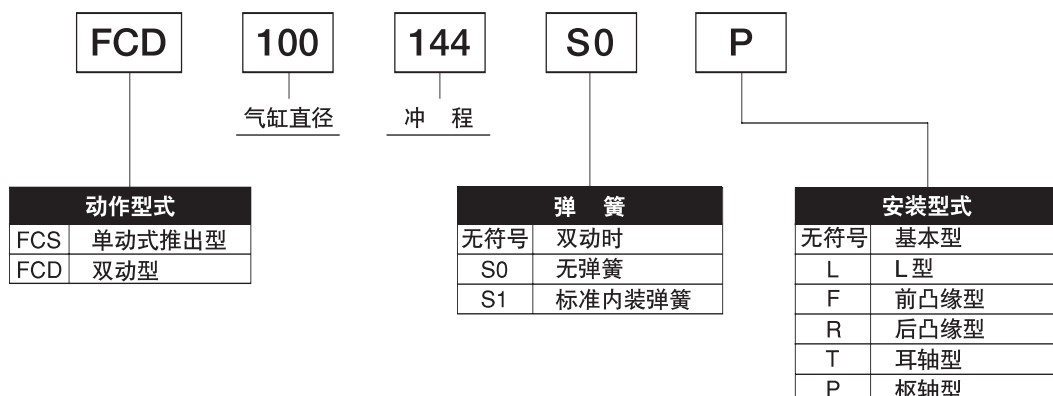 FCD 100 144 S0 P
气缸直径 冲 程
动作型式
FCS 单动式推出型
FCD 双动型
弹 簧
无符号 双动时
S0 无弹簧
S1 标准内装弹簧
安装型式
无符号 基本型
L L型
F 前凸缘型
R 后凸缘型
T 耳轴型
P 枢轴型